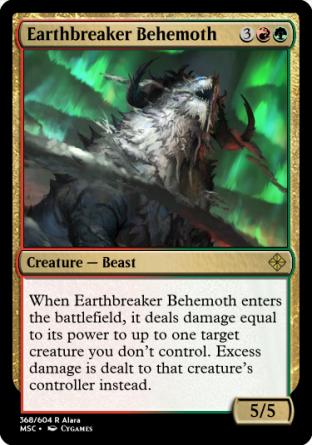 Earthbreaker Behemoth 3
Creature — Beast
When Earthbreaker Behemoth enters
the battlefield, it deals damage equal
to its power to up to one target
creature you don't control. Excess
damage is dealt to that creature's
controller instead.
5/5
368/604 R Alara
MSC • Cygames